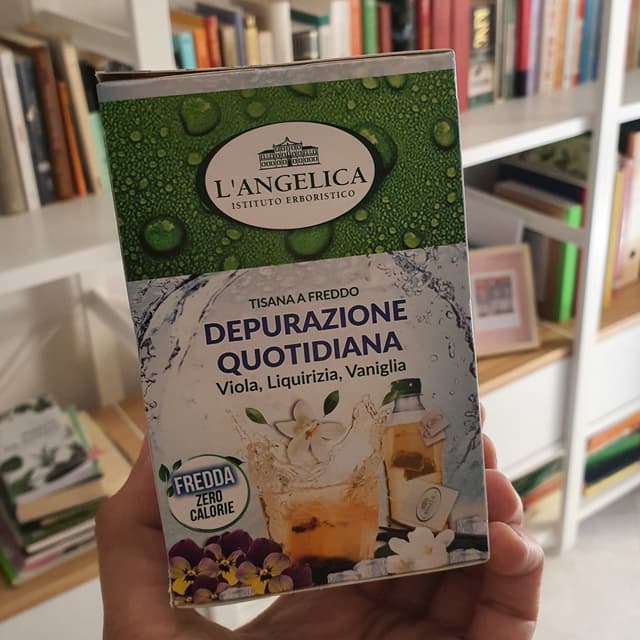 L'ANGELICA
ISTITUTO ERBORISTICO
TISANA A FREDDO
DEPURAZIONE
QUOTIDIANA
Viola, Liquirizia, Vaniglia
FREDDA
ZERO
CALORIE